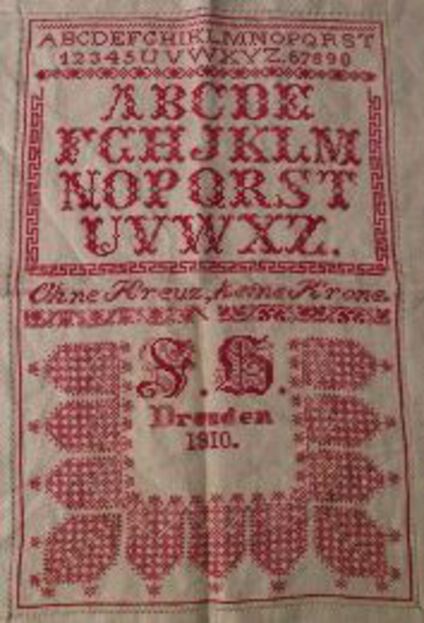 ABCDEFGHIKLMNOPQRST
12345UVWXYZ.67890
ABCDE
FGHJKLM
NOPQRST
UVWXZ.
Ohne Kreuz, keine Krone.
F. G.
Dresden
1910.